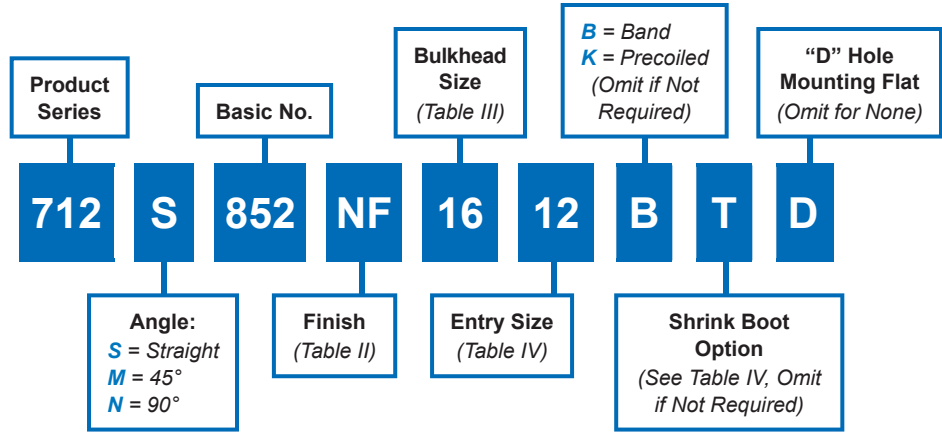 Product
Series
Basic No.
Bulkhead
Size
(Table III)
B = Band
K = Precoiled
(Omit if Not
Required)
“D” Hole
Mounting Flat
(Omit for None)
712 S 852 NF 16 12 B T D
Angle:
S = Straight
M = 45°
N = 90°
Finish
(Table II)
Entry Size
(Table IV)
Shrink Boot
Option
(See Table IV, Omit
if Not Required)